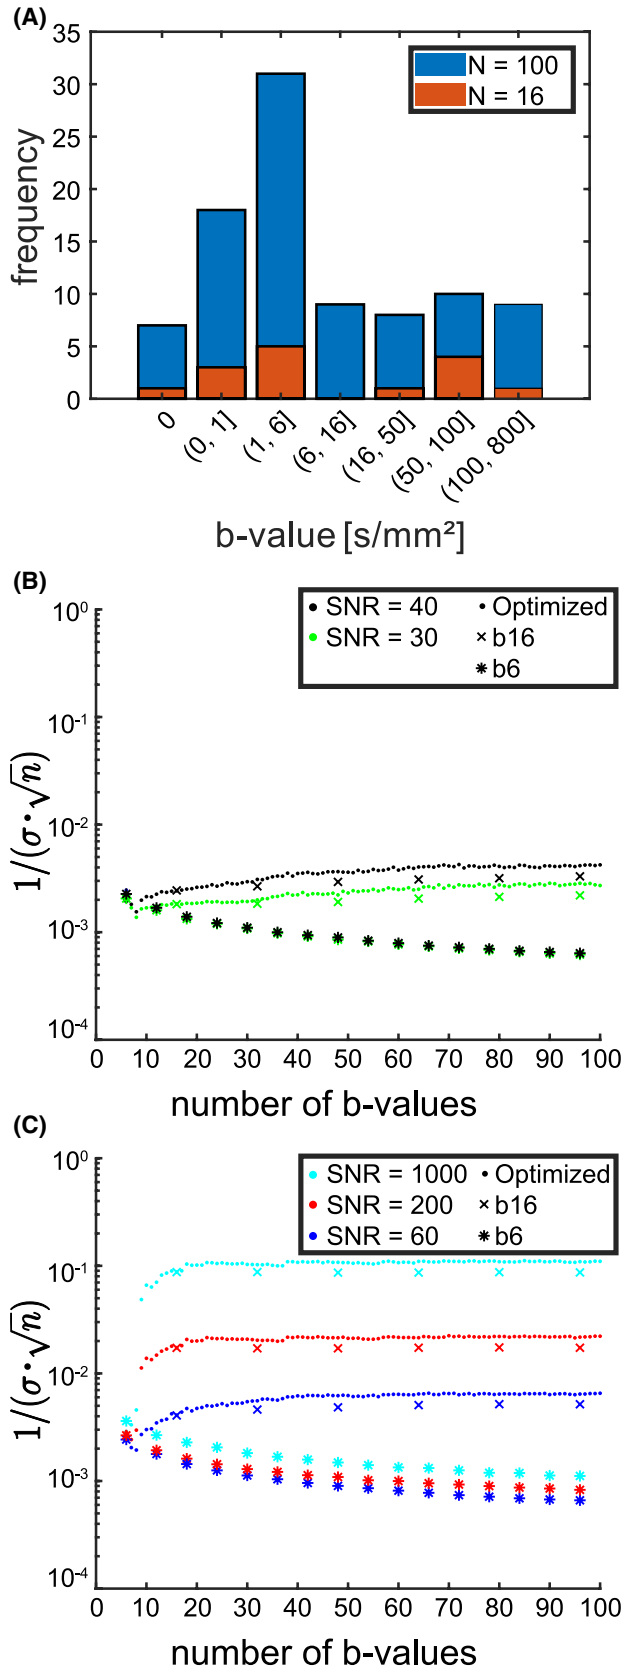 (A)
35
30
25
20
15
10
5
0
frequency
N = 100
N = 16
0
(0, 1]
(1, 6]
(6, 16]
(16, 50]
(50, 100]
(100, 800]
b-value [s/mm²]
(B)
10⁰
10⁻¹
10⁻²
10⁻³
10⁻⁴
1/(σ·√n)
SNR = 40
SNR = 30
Optimized
b16
b6
0 10 20 30 40 50 60 70 80 90 100
number of b-values
(C)
10⁰
10⁻¹
10⁻²
10⁻³
10⁻⁴
1/(σ·√n)
SNR = 1000
SNR = 200
SNR = 60
Optimized
b16
b6
0 10 20 30 40 50 60 70 80 90 100
number of b-values